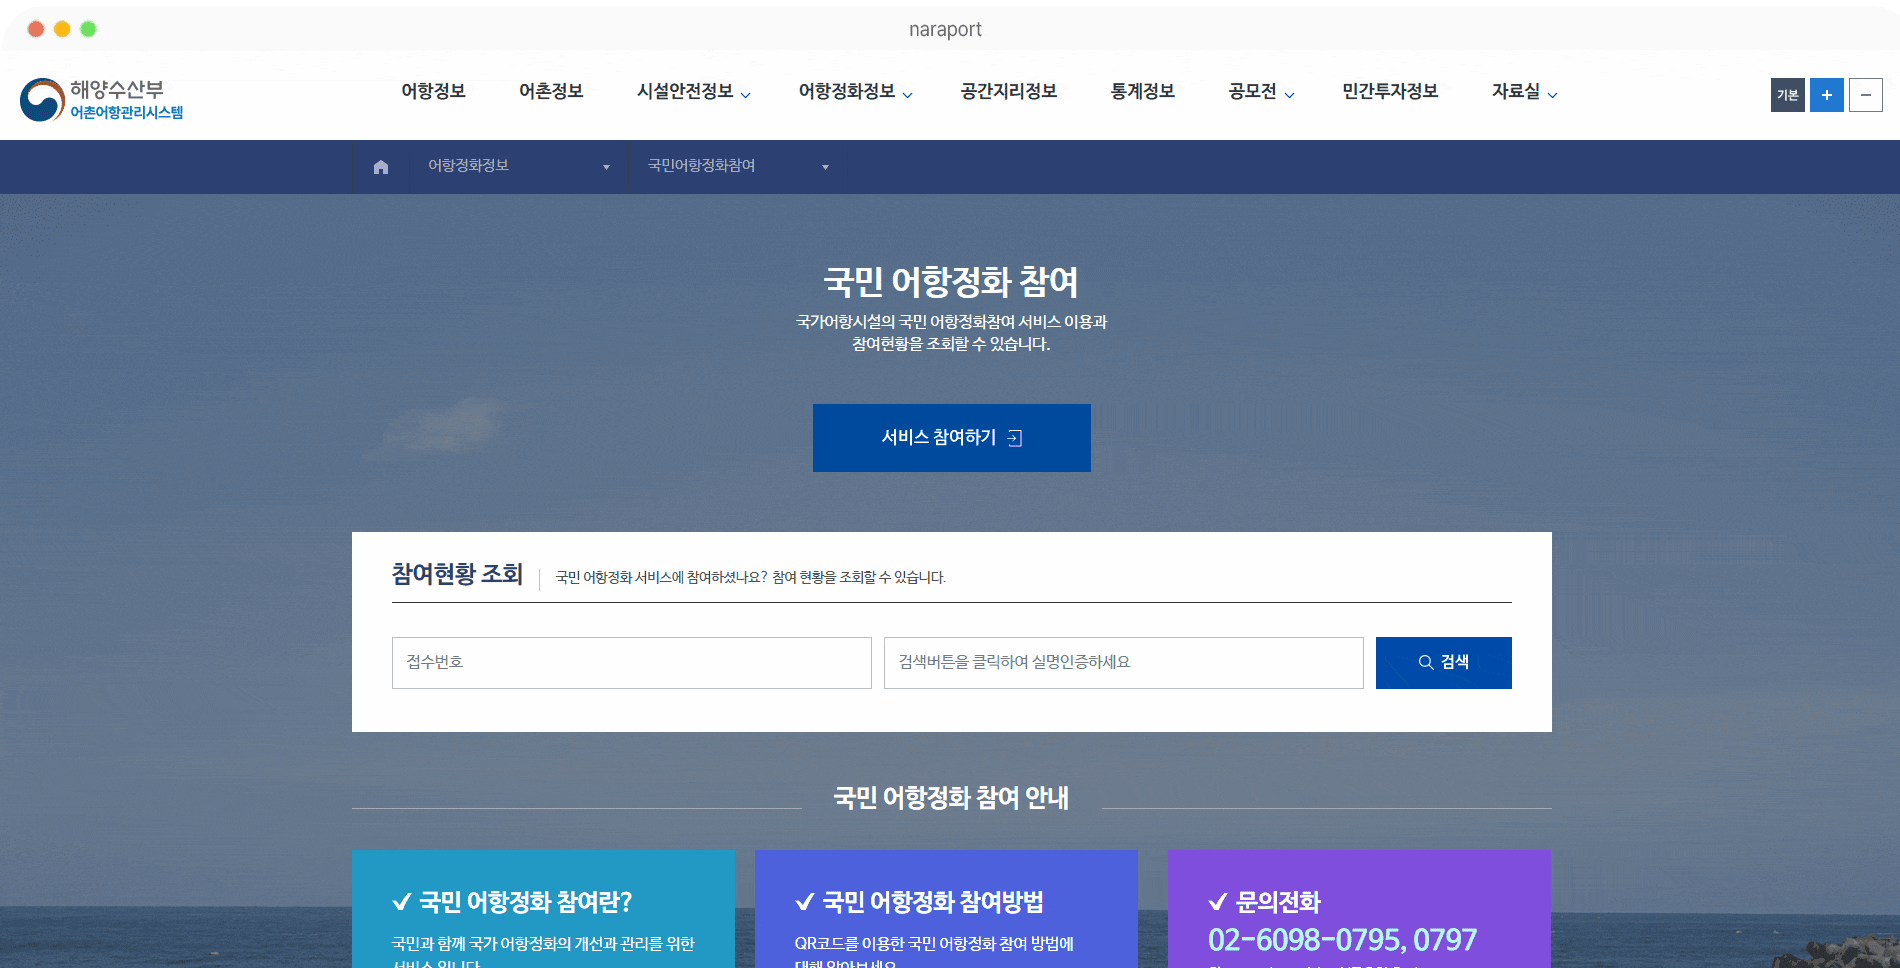 naraport
해양수산부
어촌어항관리시스템
어항정보
어촌정보
시설안전정보
어항정화정보
공간지리정보
통계정보
공모전
민간투자정보
자료실
기본
어항정화정보
국민어항정화참여
국민 어항정화 참여
국가어항시설의 국민 어항정화참여 서비스 이용과
참여현황을 조회할 수 있습니다.
서비스 참여하기
참여현황 조회
국민 어항정화 서비스에 참여하셨나요? 참여 현황을 조회할 수 있습니다.
접수번호
검색버튼을 클릭하여 실명인증하세요
검색
국민 어항정화 참여 안내
국민 어항정화 참여란?
국민과 함께 국가 어항정화의 개선과 관리를 위한
서비스 입니다
국민 어항정화 참여방법
QR코드를 이용한 국민 어항정화 참여 방법에
대해 알아보세요
문의전화
02-6098-0795, 0797